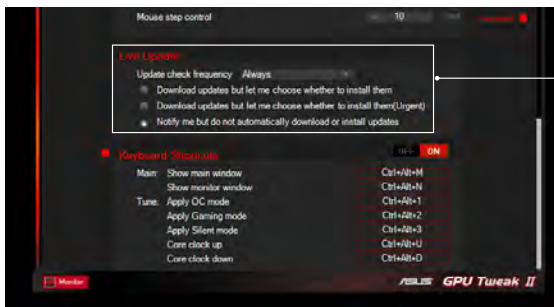 Mouse step control 10
Live Update
Update check frequency Always
Download updates but let me choose whether to install them
Download updates but let me choose whether to install them(Urgent)
Notify me but do not automatically download or install updates
Keyboard Shortcuts OFF ON
Main: Show main window Ctrl+Alt+M
Show monitor window Ctrl+Alt+N
Tune: Apply OC mode Ctrl+Alt+1
Apply Gaming mode Ctrl+Alt+2
Apply Silent mode Ctrl+Alt+3
Core clock up Ctrl+Alt+U
Core clock down Ctrl+Alt+D
Monitor ASUS GPU Tweak II